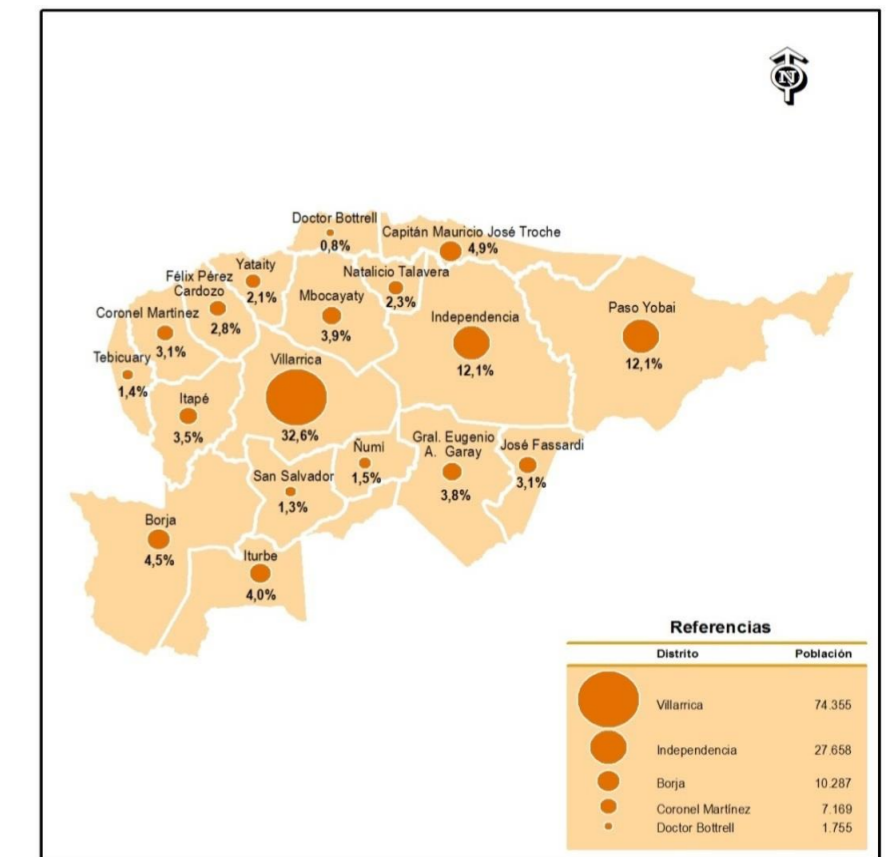 N
Doctor Bottrell
0,8%
Capitán Mauricio José Troche
4,9%
Yataity
2,1%
Natalicio Talavera
2,3%
Félix Pérez
Cardozo
2,8%
Mbocayaty
3,9%
Coronel Martínez
3,1%
Independencia
12,1%
Paso Yobai
12,1%
Tebicuary
1,4%
Villarrica
32,6%
Itapé
3,5%
Gral. Eugenio
A. Garay
3,8%
José Fassardi
3,1%
Ñumí
1,5%
San Salvador
1,3%
Borja
4,5%
Iturbe
4,0%
Referencias
Distrito Población
Villarrica 74.355
Independencia 27.658
Borja 10.287
Coronel Martínez 7.169
Doctor Bottrell 1.755